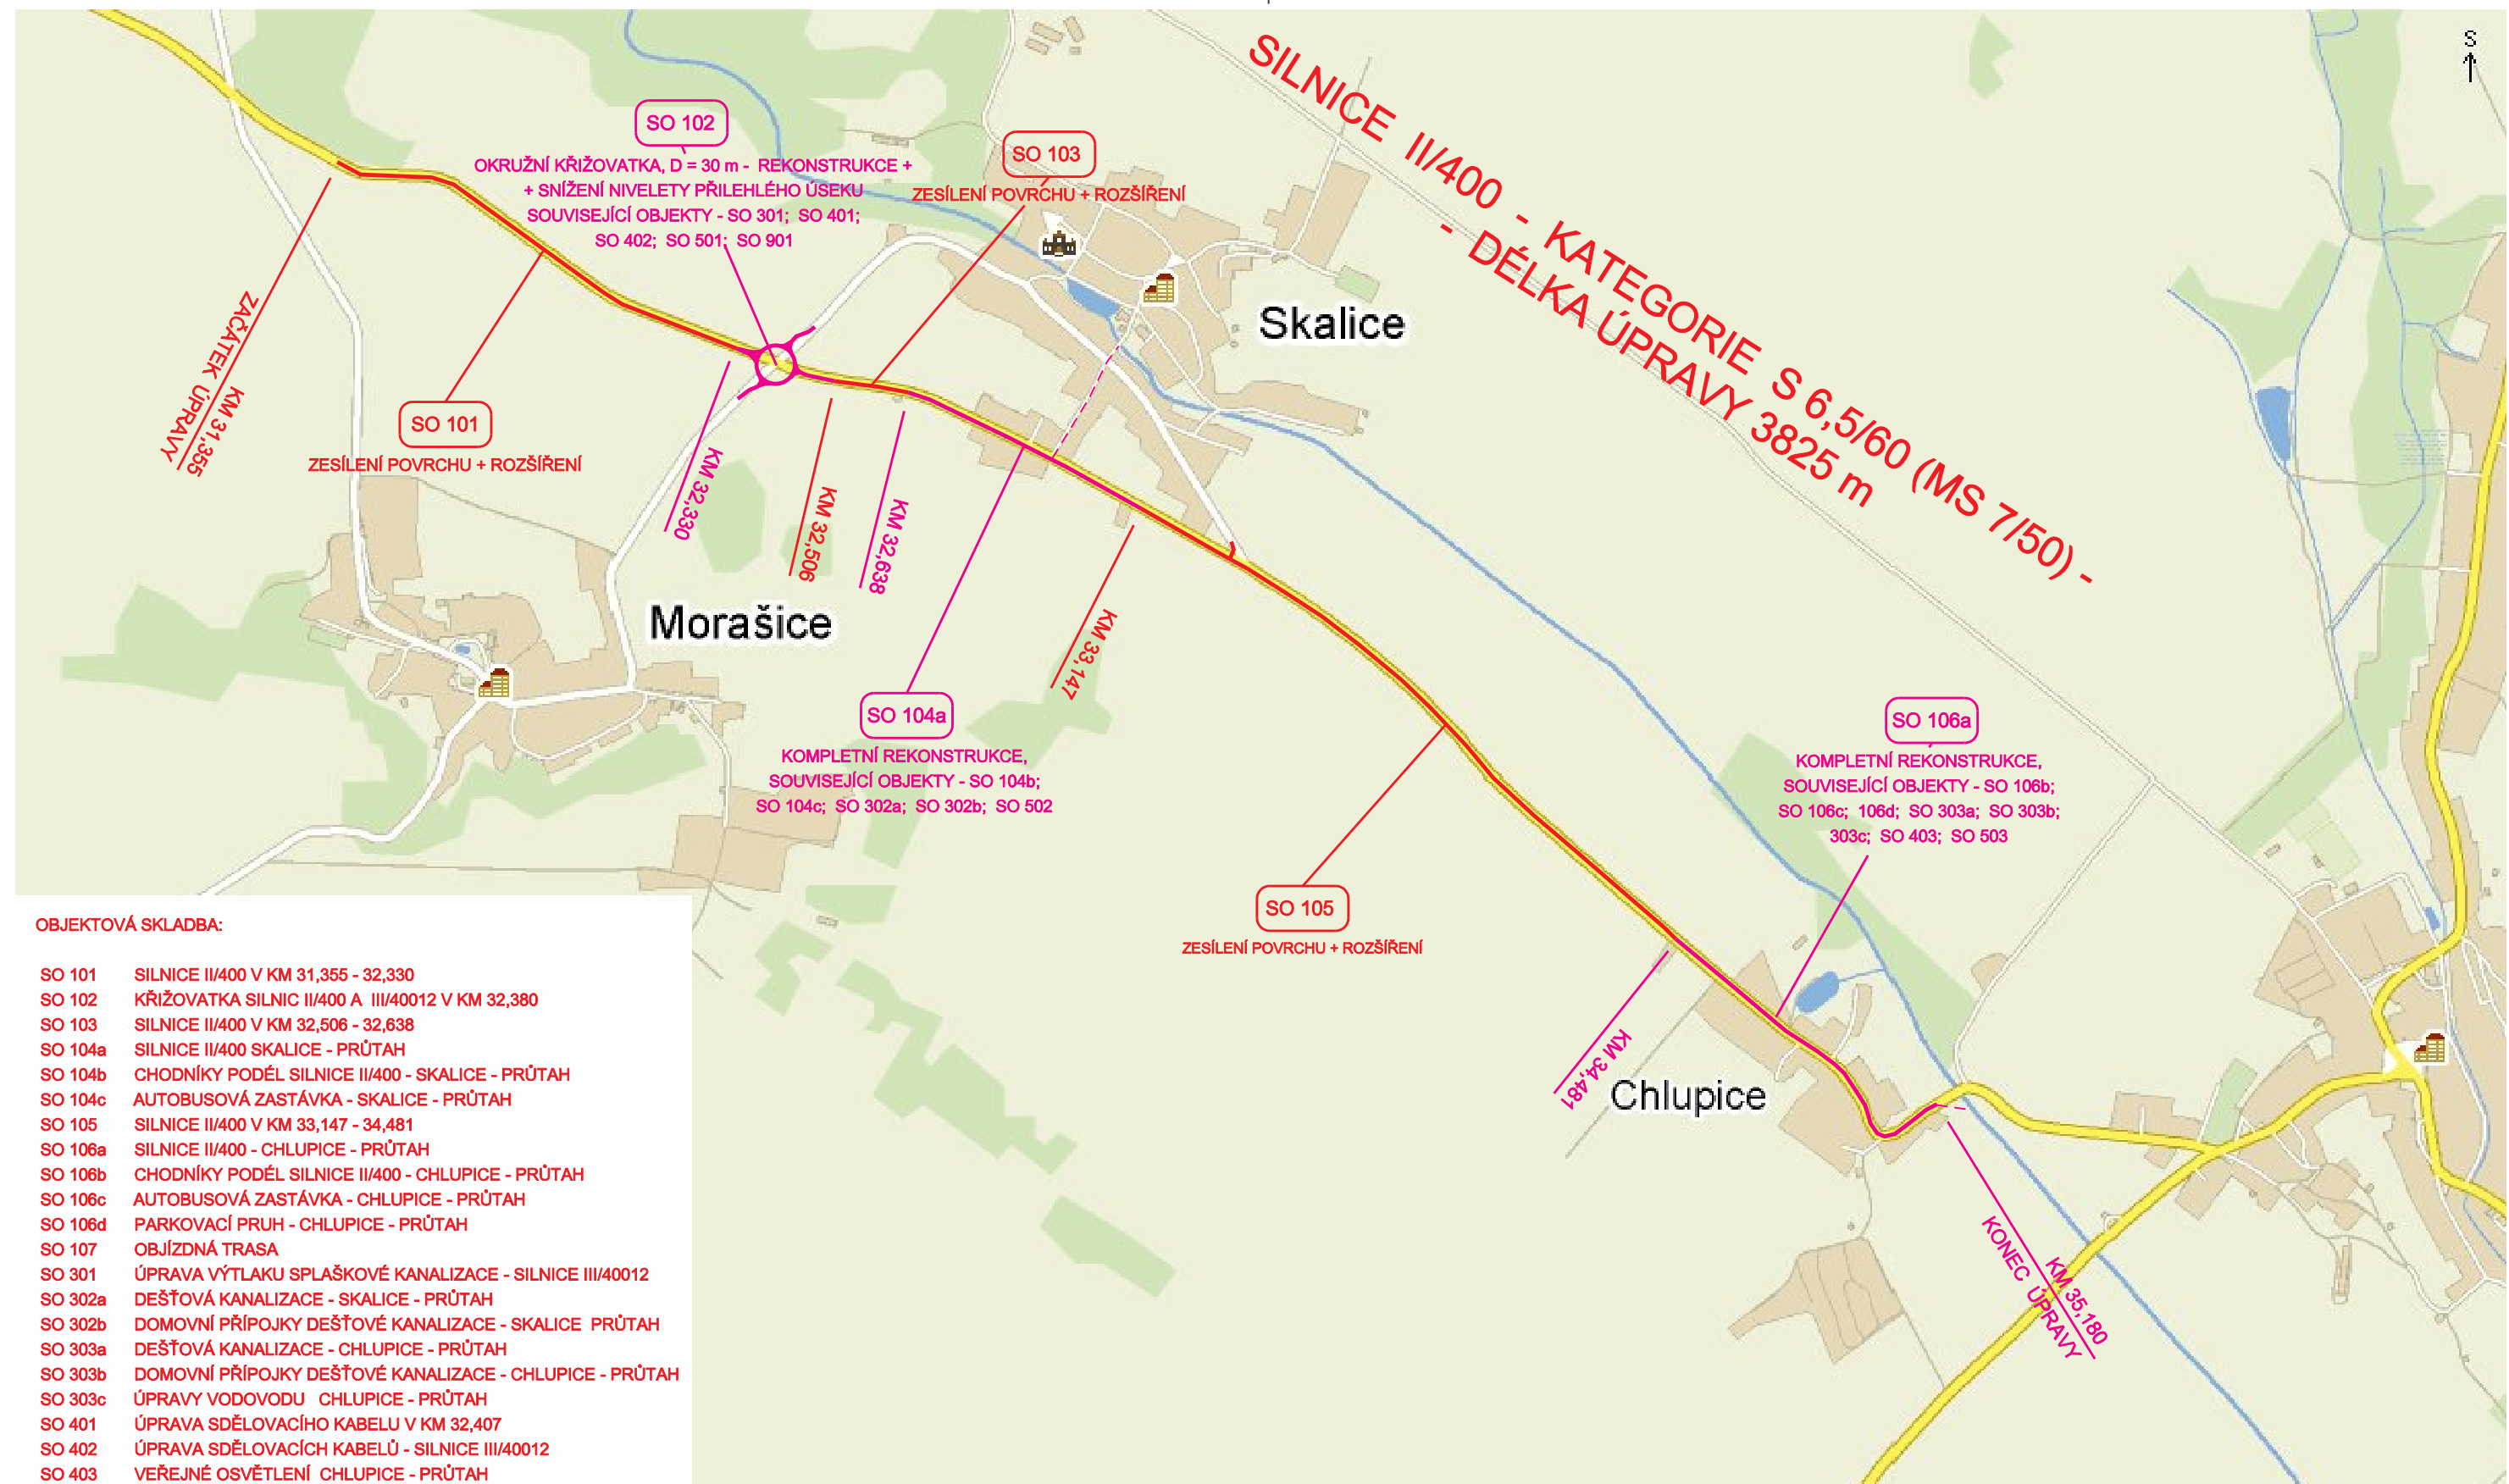 S
SILNICE II/400 - KATEGORIE S 6,5/60 (MS 7/50) -
- DÉLKA ÚPRAVY 3825 m
SO 102
OKRUŽNÍ KŘIŽOVATKA, D = 30 m - REKONSTRUKCE +
+ SNÍŽENÍ NIVELETY PŘILEHLÉHO ÚSEKU
SOUVISEJÍCÍ OBJEKTY - SO 301; SO 401;
SO 402; SO 501; SO 901
SO 103
ZESÍLENÍ POVRCHU + ROZŠÍŘENÍ
Skalice
ZAČÁTEK ÚPRAVY
KM 31,355
SO 101
ZESÍLENÍ POVRCHU + ROZŠÍŘENÍ
KM 32,330
KM 32,506
KM 32,638
KM 33,147
Morašice
SO 104a
KOMPLETNÍ REKONSTRUKCE,
SOUVISEJÍCÍ OBJEKTY - SO 104b;
SO 104c; SO 302a; SO 302b; SO 502
SO 106a
KOMPLETNÍ REKONSTRUKCE,
SOUVISEJÍCÍ OBJEKTY - SO 106b;
SO 106c; 106d; SO 303a; SO 303b;
303c; SO 403; SO 503
SO 105
ZESÍLENÍ POVRCHU + ROZŠÍŘENÍ
KM 34,481
Chlupice
KONEC ÚPRAVY
KM 35,180
OBJEKTOVÁ SKLADBA:
SO 101 SILNICE II/400 V KM 31,355 - 32,330
SO 102 KŘIŽOVATKA SILNIC II/400 A III/40012 V KM 32,380
SO 103 SILNICE II/400 V KM 32,506 - 32,638
SO 104a SILNICE II/400 SKALICE - PRŮTAH
SO 104b CHODNÍKY PODÉL SILNICE II/400 - SKALICE - PRŮTAH
SO 104c AUTOBUSOVÁ ZASTÁVKA - SKALICE - PRŮTAH
SO 105 SILNICE II/400 V KM 33,147 - 34,481
SO 106a SILNICE II/400 - CHLUPICE - PRŮTAH
SO 106b CHODNÍKY PODÉL SILNICE II/400 - CHLUPICE - PRŮTAH
SO 106c AUTOBUSOVÁ ZASTÁVKA - CHLUPICE - PRŮTAH
SO 106d PARKOVACÍ PRUH - CHLUPICE - PRŮTAH
SO 107 OBJÍZDNÁ TRASA
SO 301 ÚPRAVA VÝTLAKU SPLAŠKOVÉ KANALIZACE - SILNICE III/40012
SO 302a DEŠŤOVÁ KANALIZACE - SKALICE - PRŮTAH
SO 302b DOMOVNÍ PŘÍPOJKY DEŠŤOVÉ KANALIZACE - SKALICE PRŮTAH
SO 303a DEŠŤOVÁ KANALIZACE - CHLUPICE - PRŮTAH
SO 303b DOMOVNÍ PŘÍPOJKY DEŠŤOVÉ KANALIZACE - CHLUPICE - PRŮTAH
SO 303c ÚPRAVY VODOVODU CHLUPICE - PRŮTAH
SO 401 ÚPRAVA SDĚLOVACÍHO KABELU V KM 32,407
SO 402 ÚPRAVA SDĚLOVACÍCH KABELŮ - SILNICE III/40012
SO 403 VEŘEJNÉ OSVĚTLENÍ CHLUPICE - PRŮTAH